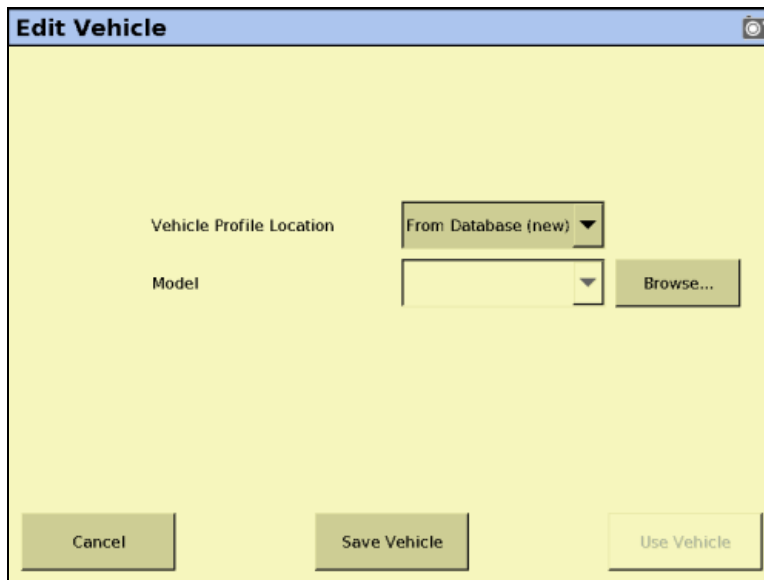 Edit Vehicle
Vehicle Profile Location
From Database (new)
Model
Browse...
Cancel
Save Vehicle
Use Vehicle